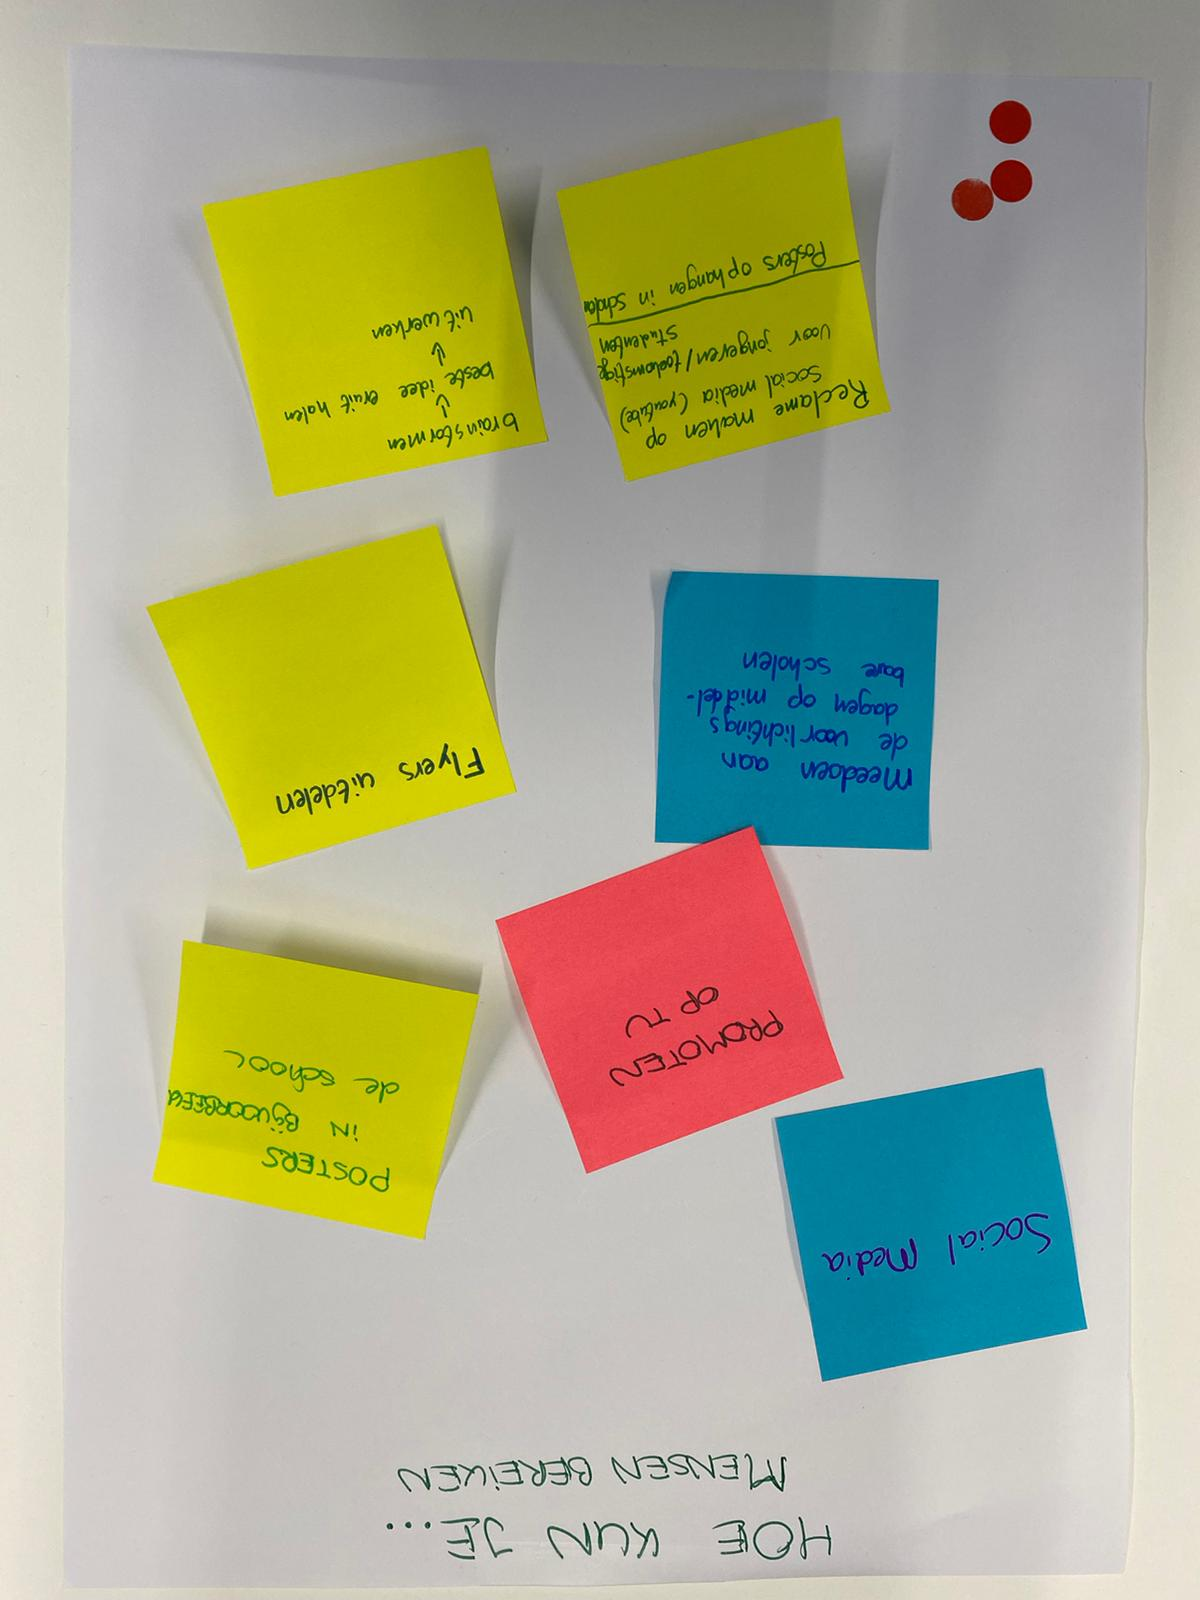 HOE KUN JE...
MENSEN BEREIKEN
Social Media
PROMOTEN
OP TV
POSTERS
iN BijVOORBEELD
de SCHOOL
meedoen aan
de voorlichtings
dagen op middel-
bare scholen
Flyers uitdelen
Reclame maken op
social media (youtube)
voor jongeren/toekomstige
studenten
Posters ophangen in scholen
brainstormen
↓
beste idee eruit halen
↓
uitwerken